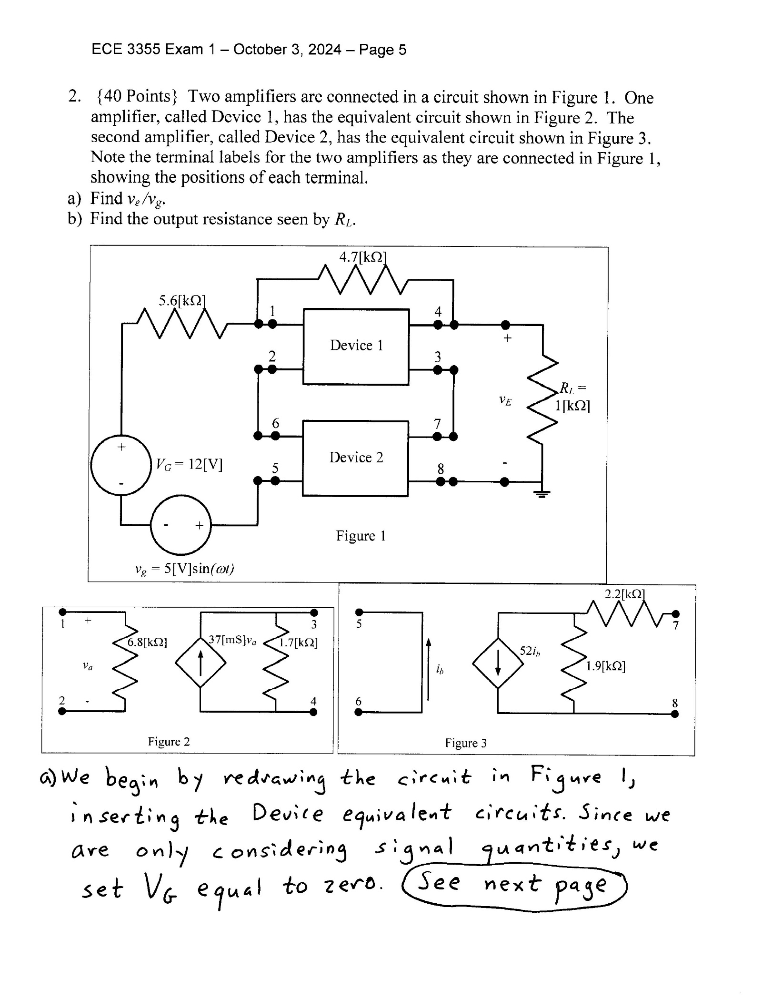 ECE 3355 Exam 1 – October 3, 2024 – Page 5
2. {40 Points} Two amplifiers are connected in a circuit shown in Figure 1. One
amplifier, called Device 1, has the equivalent circuit shown in Figure 2. The
second amplifier, called Device 2, has the equivalent circuit shown in Figure 3.
Note the terminal labels for the two amplifiers as they are connected in Figure 1,
showing the positions of each terminal.
a) Find ve/vg.
b) Find the output resistance seen by RL.
4.7[kΩ]
5.6[kΩ]
1
4
Device 1
+
2
3
RL =
vE
1[kΩ]
6
7
+
Device 2
VG = 12[V]
5
8
-
-
-
+
Figure 1
vg = 5[V]sin(ωt)
2.2[kΩ]
1
+
3
5
7
6.8[kΩ]
37[mS]va
1.7[kΩ]
52ib
va
ib
1.9[kΩ]
2
-
4
6
8
Figure 2
Figure 3
a) We begin by redrawing the circuit in Figure 1,
inserting the Device equivalent circuits. Since we
are only considering signal quantities, we
set VG equal to zero. See next page